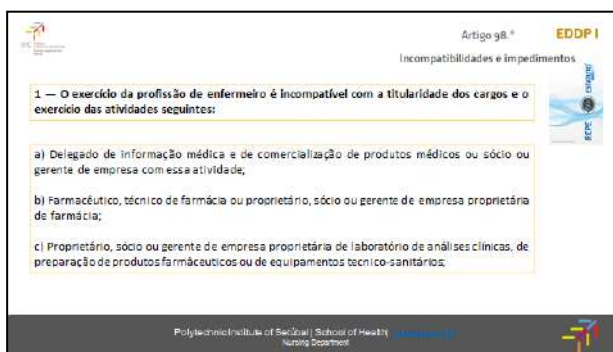 Artigo 98.º
EDDP I
Incompatibilidades e impedimentos
REPE
ESTATUTO
1 — O exercício da profissão de enfermeiro é incompatível com a titularidade dos cargos e o
exercício das atividades seguintes:
a) Delegado de informação médica e de comercialização de produtos médicos ou sócio ou
gerente de empresa com essa atividade;
b) Farmacêutico, técnico de farmácia ou proprietário, sócio ou gerente de empresa proprietária
de farmácia;
c) Proprietário, sócio ou gerente de empresa proprietária de laboratório de análises clínicas, de
preparação de produtos farmâceuticos ou de equipamentos tecnico-sanitários;
Polytechnic Institute of Setúbal | School of Health|
Nursing Department